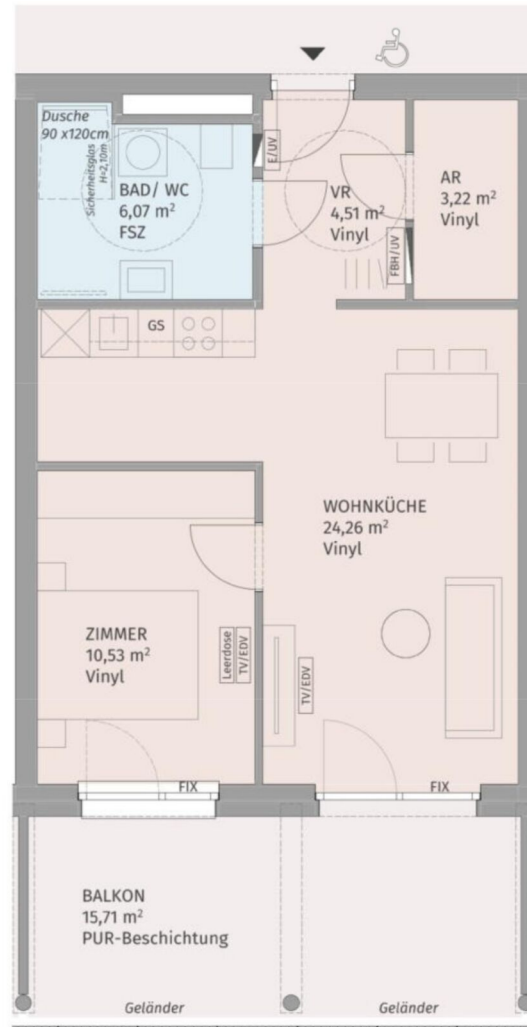 Dusche
90 x120cm
Sicherheitsglas
H=2,10m
BAD/ WC
6,07 m²
FSZ
E/UV
VR
4,51 m²
Vinyl
AR
3,22 m²
Vinyl
FBH/UV
GS
WOHNKÜCHE
24,26 m²
Vinyl
ZIMMER
10,53 m²
Vinyl
Leerdose
TV/EDV
TV/EDV
FIX
FIX
BALKON
15,71 m²
PUR-Beschichtung
Geländer
Geländer